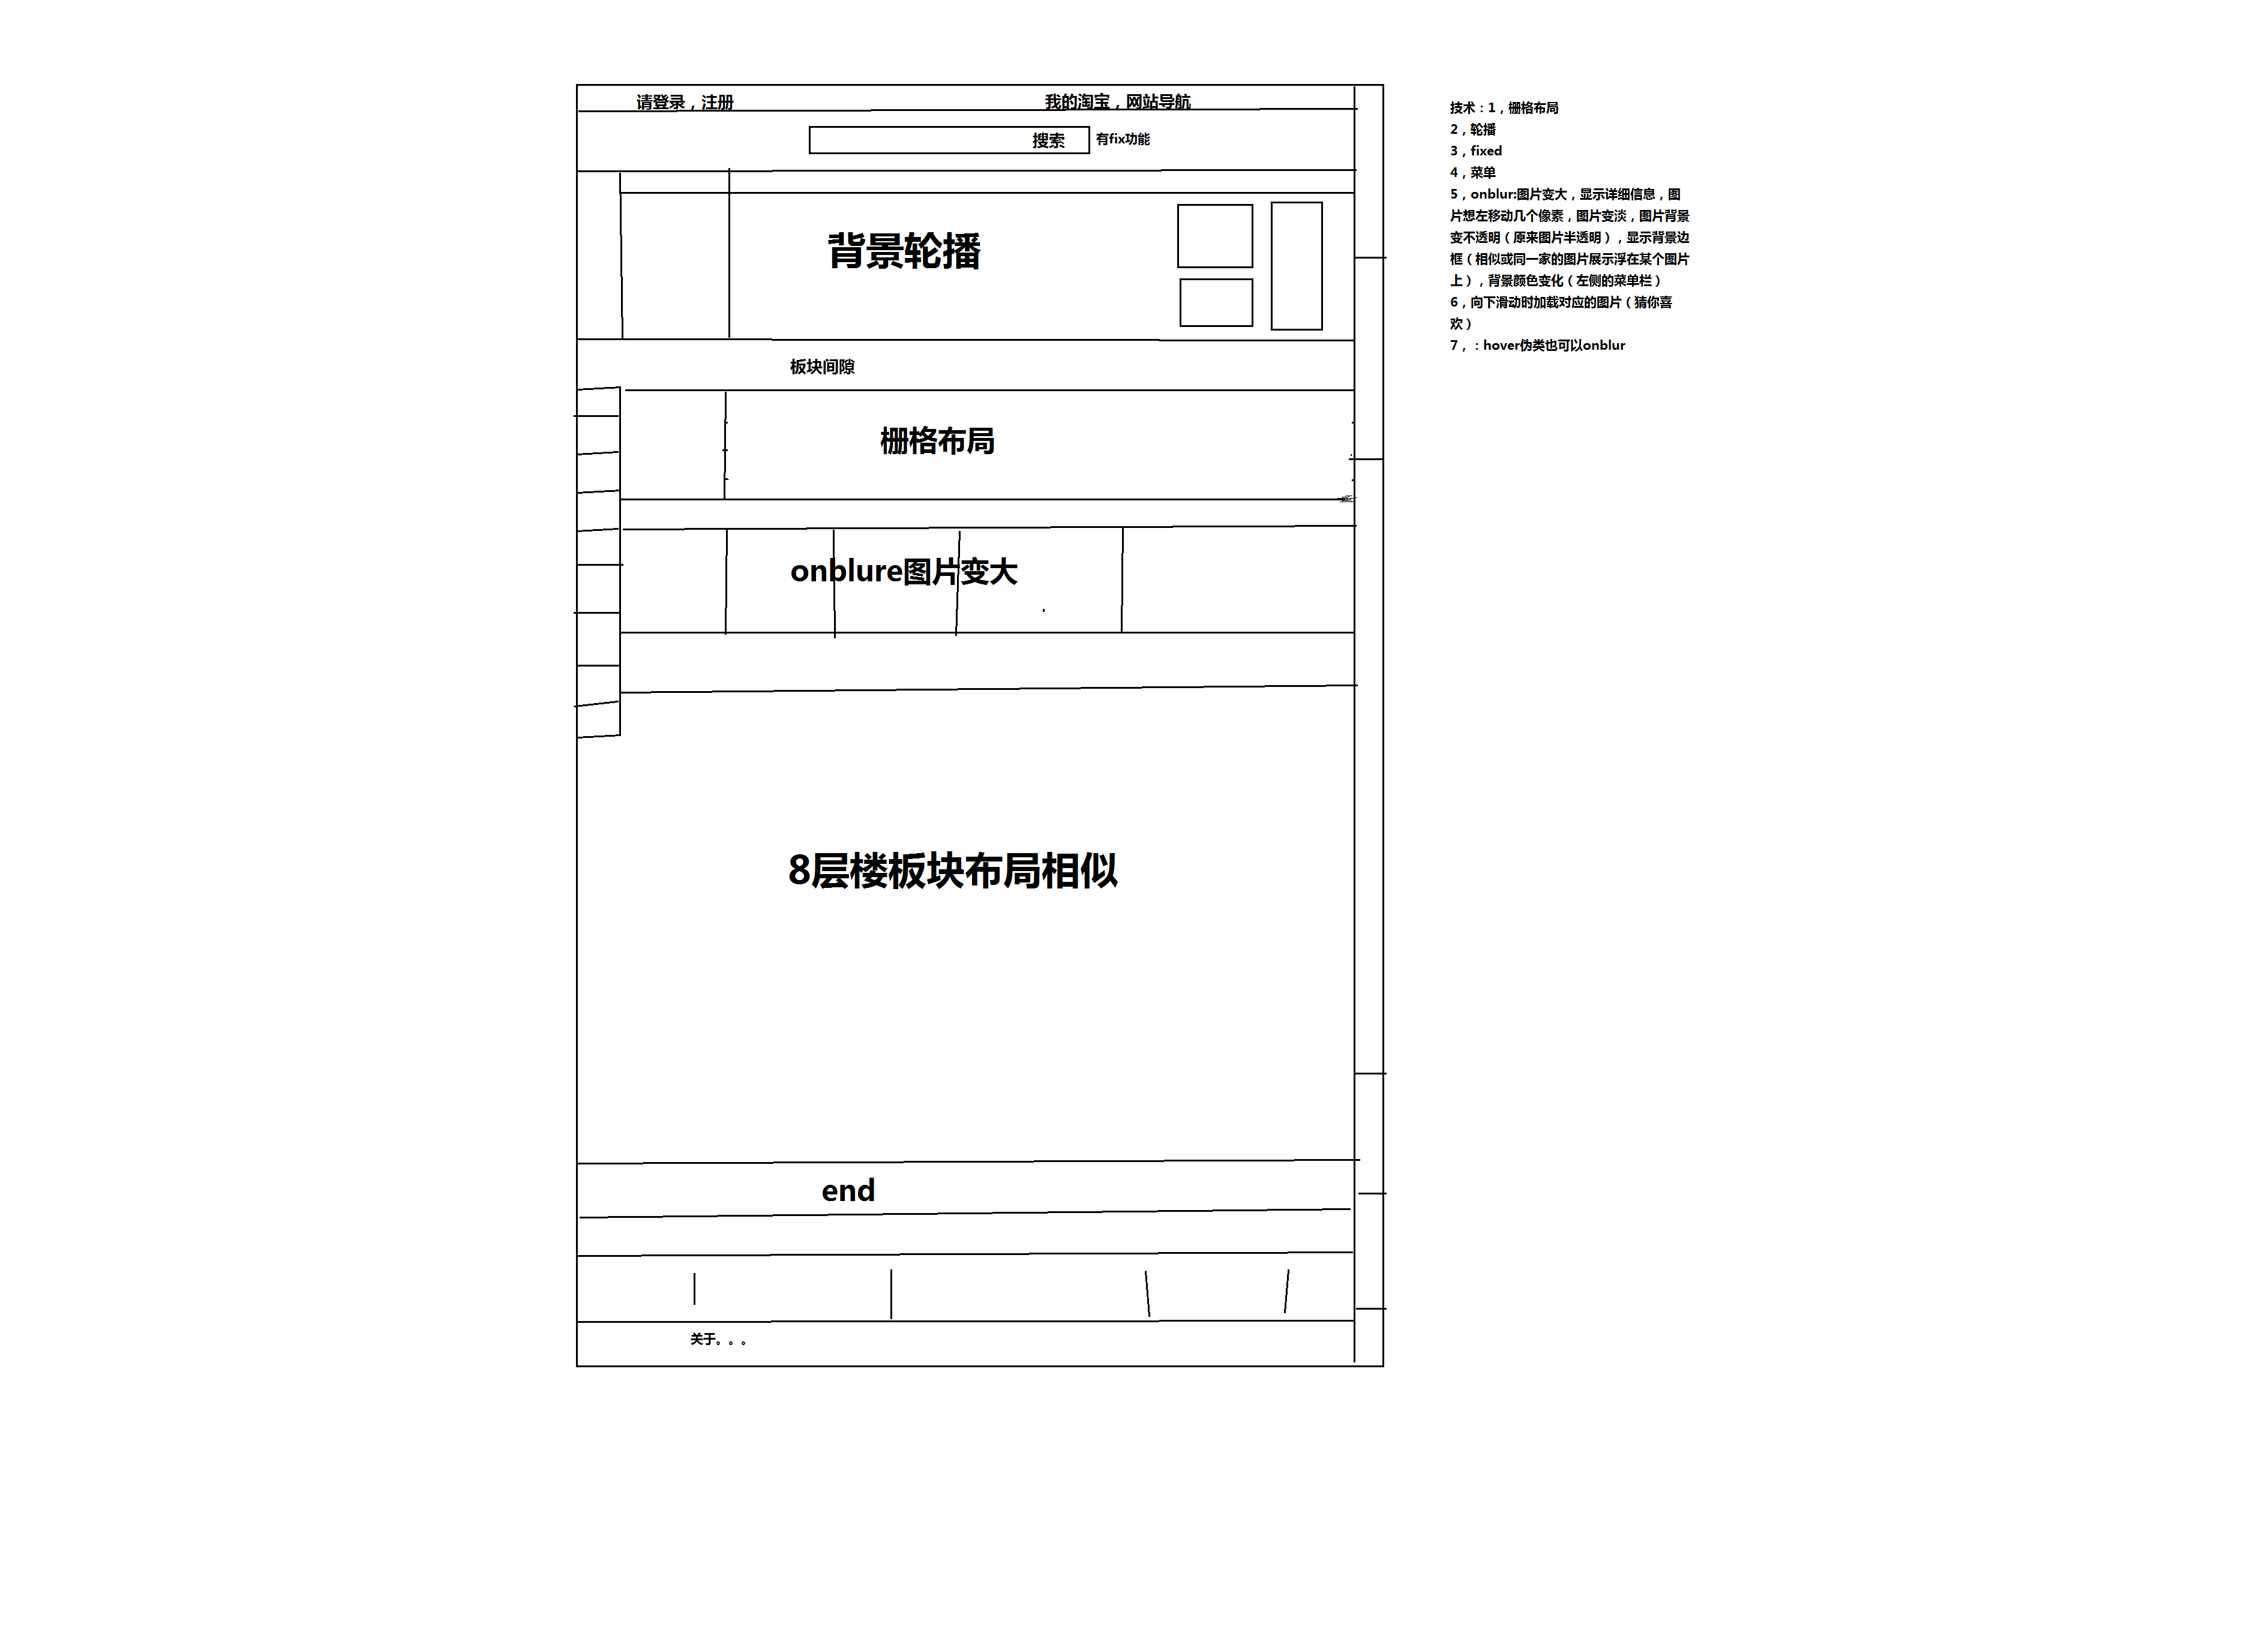 请登录，注册
我的淘宝，网站导航
搜索
有fix功能
背景轮播
板块间隙
栅格布局
onblure图片变大
8层楼板块布局相似
end
关于。。。
技术：1，栅格布局
2，轮播
3，fixed
4，菜单
5，onblur:图片变大，显示详细信息，图
片想左移动几个像素，图片变淡，图片背景
变不透明（原来图片半透明），显示背景边
框（相似或同一家的图片展示浮在某个图片
上），背景颜色变化（左侧的菜单栏）
6，向下滑动时加载对应的图片（猜你喜
欢）
7，：hover伪类也可以onblur